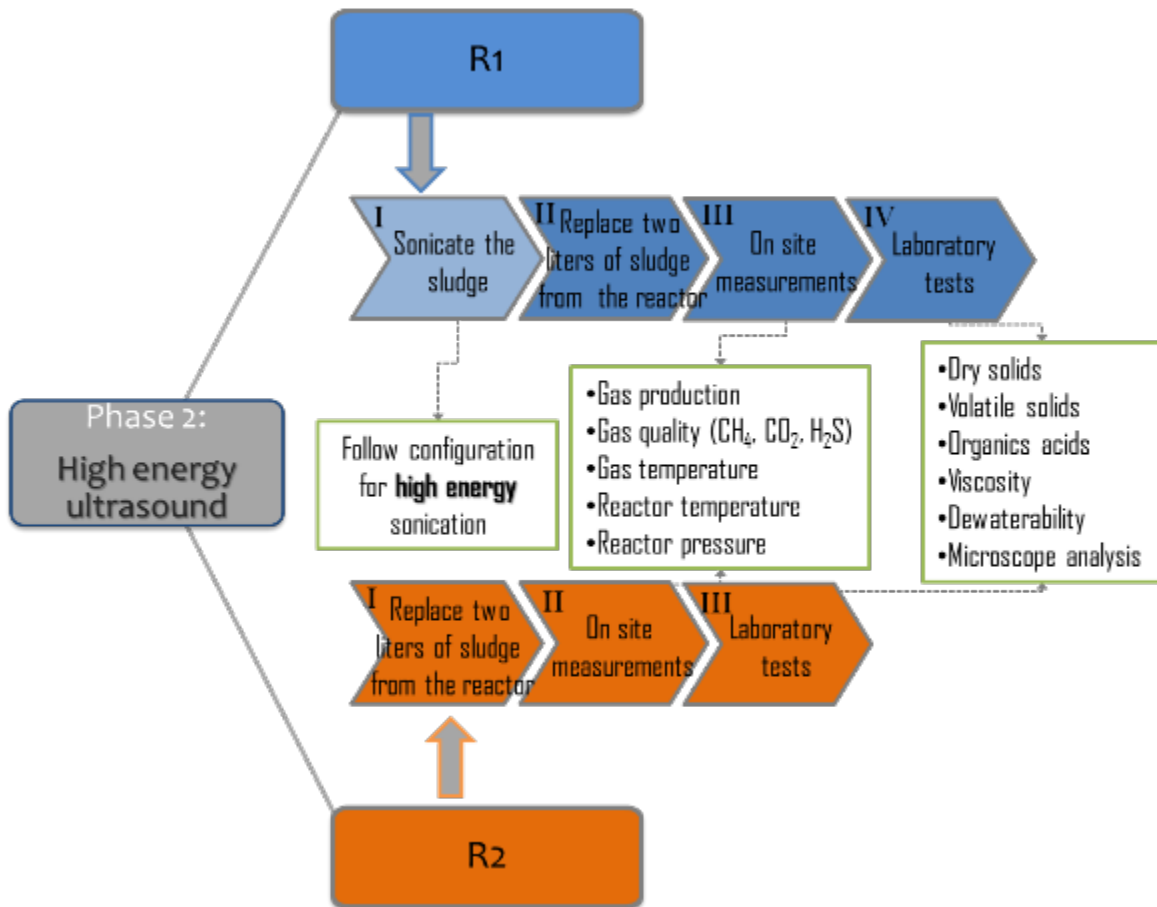 R1
I
Sonicate the
sludge
II
Replace two
liters of sludge
from the reactor
III
On site
measurements
IV
Laboratory
tests
Phase 2:
High energy
ultrasound
Follow configuration
for high energy
sonication
•Gas production
•Gas quality (CH₄, CO₂, H₂S)
•Gas temperature
•Reactor temperature
•Reactor pressure
•Dry solids
•Volatile solids
•Organics acids
•Viscosity
•Dewaterability
•Microscope analysis
I
Replace two
liters of sludge
from the reactor
II
On site
measurements
III
Laboratory
tests
R2